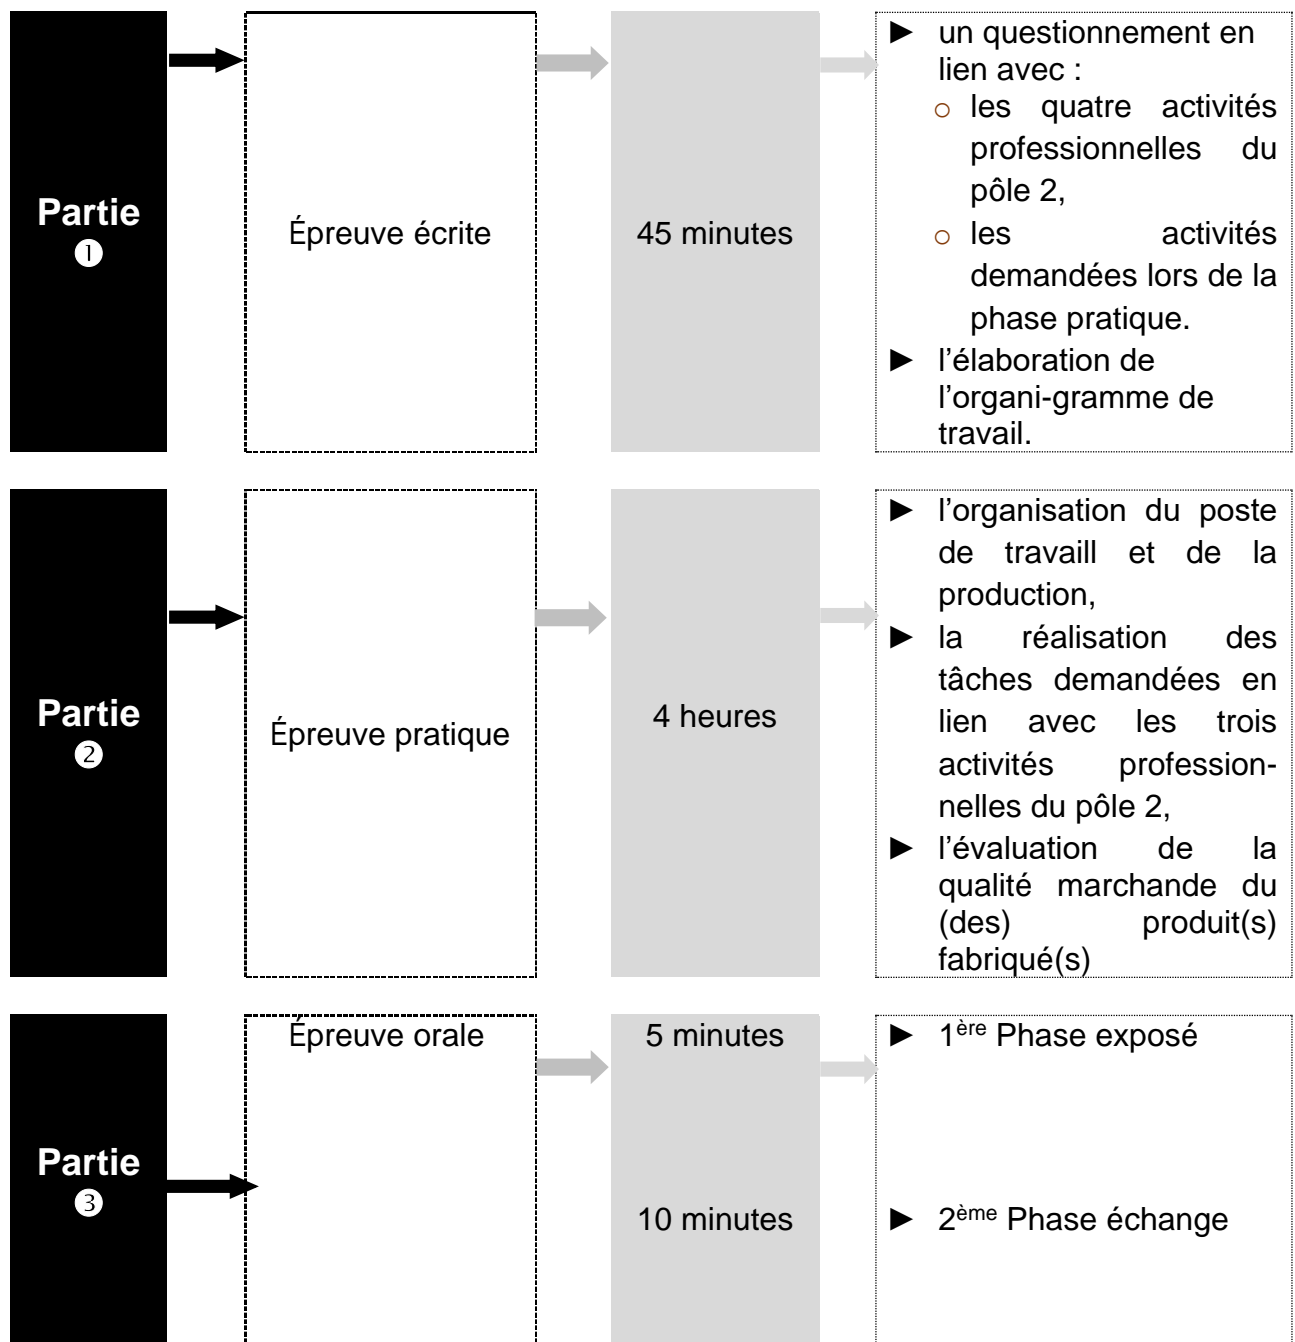 Partie
❶
Épreuve écrite
45 minutes
► un questionnement en
lien avec :
o les quatre activités
professionnelles du
pôle 2,
o les activités
demandées lors de la
phase pratique.
► l’élaboration de
l’organi-gramme de
travail.
Partie
❷
Épreuve pratique
4 heures
► l’organisation du poste
de travaill et de la
production,
► la réalisation des
tâches demandées en
lien avec les trois
activités profession-
nelles du pôle 2,
► l’évaluation de la
qualité marchande du
(des) produit(s)
fabriqué(s)
Partie
❸
Épreuve orale
5 minutes
► 1ère Phase exposé
10 minutes
► 2ème Phase échange